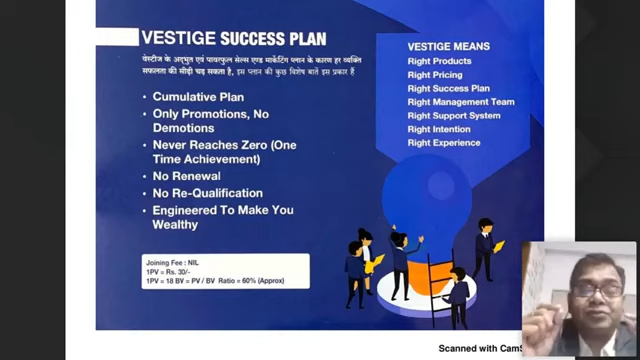 VESTIGE SUCCESS PLAN
वेस्टीज के अद्भुत एवं पावरफुल सेल्स एण्ड मार्केटिंग प्लान के कारण हर व्यक्ति
सफलता की सीढ़ी चढ़ सकता है, इस प्लान की कुछ विशेष बातें इस प्रकार हैं
• Cumulative Plan
• Only Promotions, No
Demotions
• Never Reaches Zero (One
Time Achievement)
• No Renewal
• No Re-Qualification
• Engineered To Make You
Wealthy
Joining Fee : NIL
1PV = Rs. 30/-
1PV = 18 BV = PV / BV Ratio = 60% (Approx)
VESTIGE MEANS
Right Products
Right Pricing
Right Success Plan
Right Management Team
Right Support System
Right Intention
Right Experience
Scanned with CamS